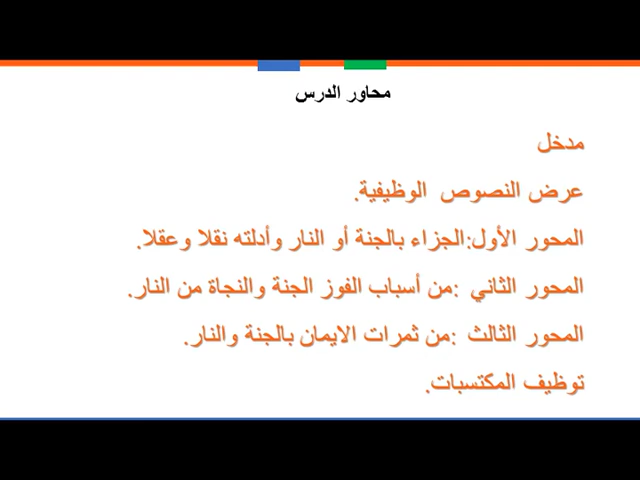 محاور الدرس
مدخل
عرض النصوص الوظيفية.
المحور الأول:الجزاء بالجنة أو النار وأدلته نقلا وعقلا.
المحور الثاني :من أسباب الفوز الجنة والنجاة من النار.
المحور الثالث :من ثمرات الايمان بالجنة والنار.
توظيف المكتسبات.